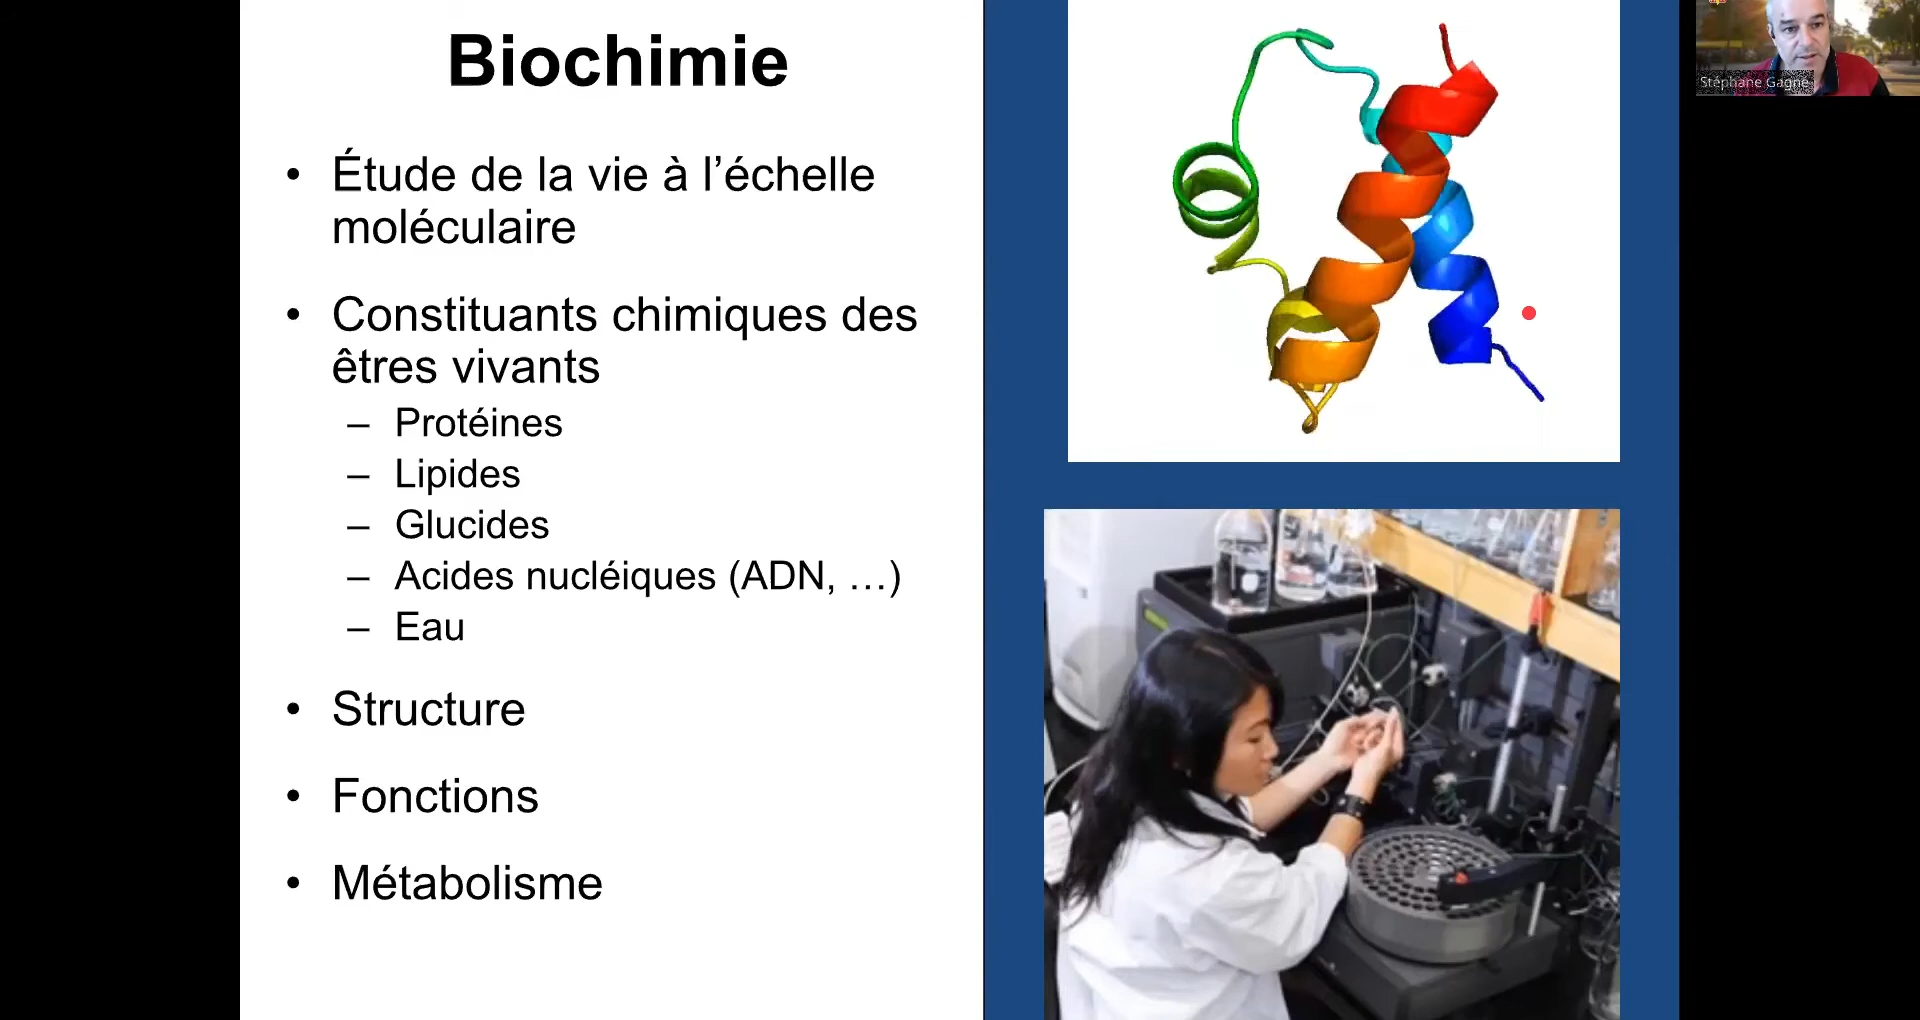 Biochimie
• Étude de la vie à l’échelle
moléculaire
• Constituants chimiques des
êtres vivants
– Protéines
– Lipides
– Glucides
– Acides nucléiques (ADN, …)
– Eau
• Structure
• Fonctions
• Métabolisme
Stéphane Gagné